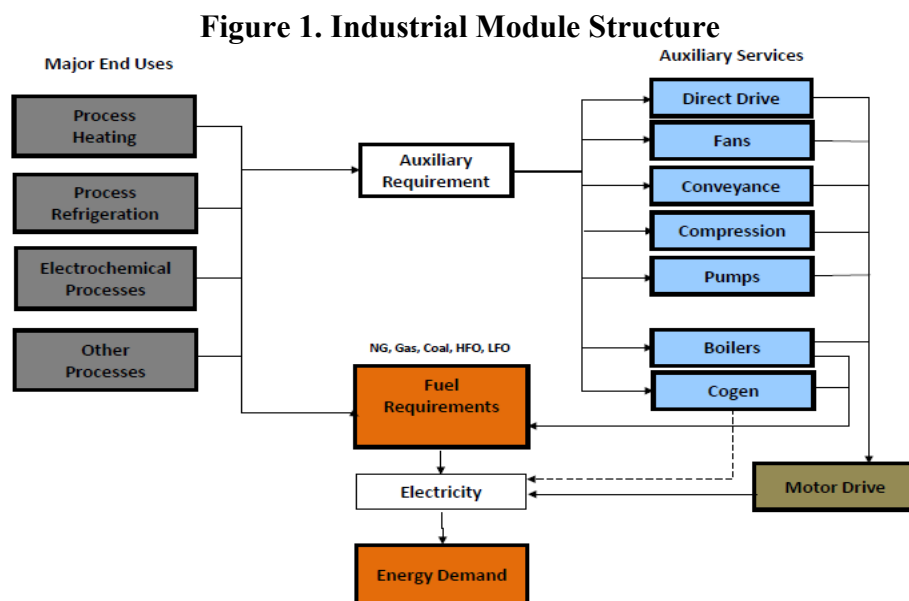 Figure 1. Industrial Module Structure
Major End Uses
Auxiliary Services
Process
Heating
Process
Refrigeration
Electrochemical
Processes
Other
Processes
Auxiliary
Requirement
NG, Gas, Coal, HFO, LFO
Fuel
Requirements
Electricity
Energy Demand
Direct Drive
Fans
Conveyance
Compression
Pumps
Boilers
Cogen
Motor Drive